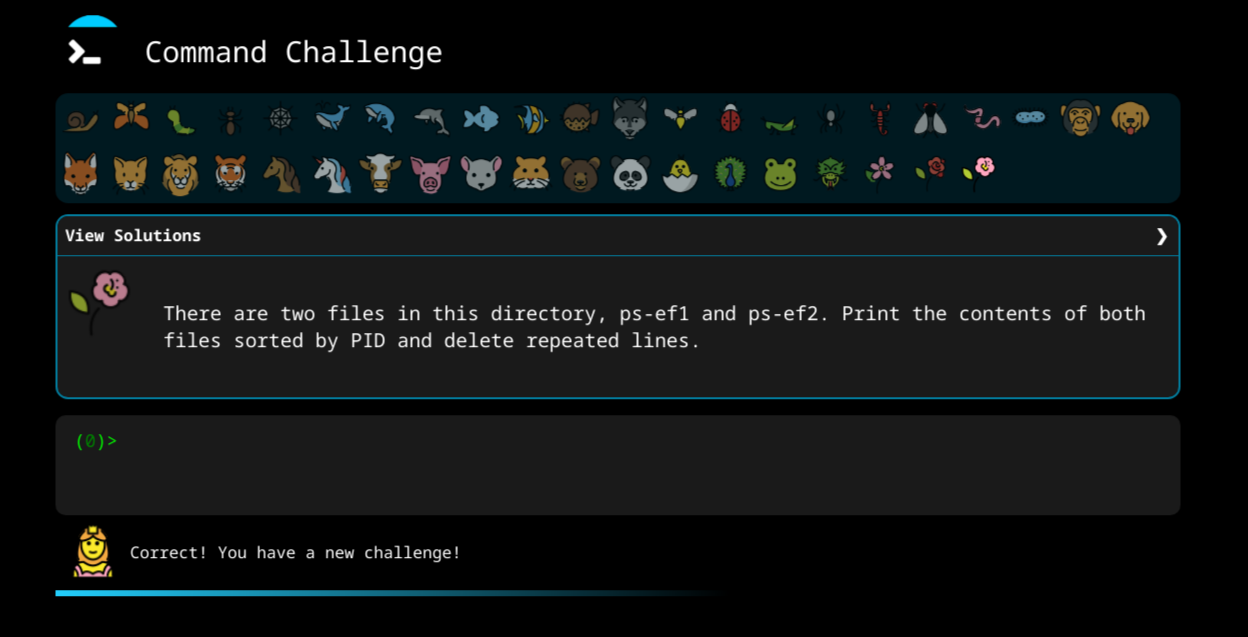 Command Challenge
View Solutions
There are two files in this directory, ps-ef1 and ps-ef2. Print the contents of both
files sorted by PID and delete repeated lines.
(0)>
Correct! You have a new challenge!